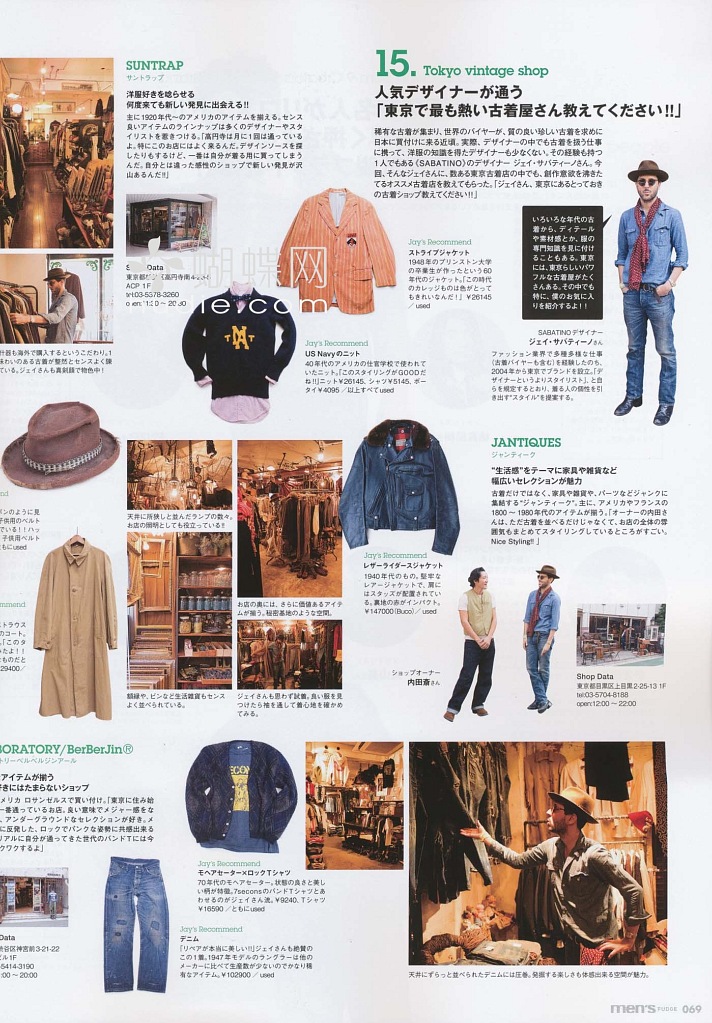 15. Tokyo vintage shop
人気デザイナーが通う
「東京で最も熱い古着屋さん教えてください!!」
稀有な古着が集まり、世界のバイヤーが、質の良い珍しい古着を求めに
日本に買付けに来る近頃。実際、デザイナーの中でも古着を扱う仕事
に携って、洋服の知識を得たデザイナーも少なくない。その経験も持つ
1人でもある〈SABATINO〉のデザイナー ジェイ・サバティーノさん。今
回、そんなジェイさんに、数ある東京古着店の中でも、創作意欲を沸きた
てるオススメ古着店を教えてもらった。「ジェイさん、東京にあるとっておき
の古着ショップ教えてください!!」
いろいろな年代の古
着から、ディテール
や素材感とか、服の
専門知識を見に付
けることもある。東京
には、東京らしいパワ
フルな古着屋がたく
さんある。その中でも
特に、僕のお気に入
りを紹介するよ!!
SABATINO デザイナー
ジェイ・サバティーノさん
ファッション業界で多種多様な仕事
(古着バイヤーも含む)を経験したのち、
2004年から東京でブランドを設立。「デ
ザイナーというよりスタイリスト」、と自
らを規定するとおり、着る人の個性を引
き出す"スタイル"を提案する。
SUNTRAP
サントラップ
洋服好きを唸らせる
何度来ても新しい発見に出会える!!
主に1920年代〜のアメリカのアイテムを揃える。センス
良いアイテムのラインナップは多くのデザイナーやスタ
イリストを惹きつける。「高円寺は月に1回は通っている
よ。特にこのお店にはよく来るんだ。デザインソースを探
したりもするけど、一番は自分が着る用に買ってしまう
んだ。自分とは違った感性のショップで新しい発見が沢
山あるんだ!!」
Data
東京都杉並区高円寺南4-
ACP 1F
tel:03-5378-3260
open:11:
Jay's Recommend
ストライプジャケット
1948年のプリンストン大学
の卒業生が作ったという60
年代のジャケット。「この時代
のカレッジものは色がとって
もきれいなんだ!」¥26145
/used
Jay's Recommend
US Navyのニット
40年代のアメリカの仕官学校で使われて
いたニット。「このスタイリングがGOODだ
ね!!」ニット¥26145、シャツ¥5145、ボー
タイ¥4095 /以上すべてused
什器も海外で購入するというこだわり。1
味わいのある古着が整然とセンスよく陳
ている。ジェイさんも真剣顔で物色中!
JANTIQUES
ジャンティーク
"生活感"をテーマに家具や雑貨など
幅広いセレクションが魅力
古着だけではなく、家具や雑貨や、パーツなどジャンクに
集結する"ジャンティーク"。主に、アメリカやフランスの
1800 〜 1980年代のアイテムが揃う。「オーナーの内田さ
んは、ただ古着を並べるだけじゃなくて、お店の全体の雰
囲気もまとめてスタイリングしているところがすごい。
Nice Styling!! 」
Jay's Recommend
レザーライダースジャケット
1940年代のもの。堅牢な
レアージャケットで、肩に
はスタッズが配置されてい
る。裏地の赤がインパクト。
¥147000(Buco)/ used
ショップオーナー
内田斎さん
Shop Data
東京都目黒区上目黒2-25-13 1F
tel:03-5704-8188
open:12:00 〜 22:00
天井に所狭しと並んだランプの数々。
お店の照明としても役立っている!!
お店の奥には、さらに価値あるアイテ
ムが揃う。秘密基地のような空間。
額縁や、ビンなど生活雑貨もセンス
よく並べられている。
ジェイさんも思わず試着。良い服を見
つけたら袖を通して着心地を確かめ
てみる。
nd
ボンのように見
子供用のベルト
でいる!!ハッ
子供用ベルト
ともにused
mmend
ストラウス
のコート。
「このタ
みたよ!!
なものだと
29400/
BORATORY/BerBerJin®
トリーベルベルジンアール
なアイテムが揃う
好きにはたまらないショップ
メリカ ロサンゼルスで買い付け。「東京に住み始
一番通っているお店。良い意味でメジャー感をな
、アンダーグラウンドなセレクションが好き。メ
に反発した、ロックでパンクな姿勢に共感出来る
リアルに自分が通ってきた世代のバンドTには今
クワクするよ」
Data
渋谷区神宮前3-21-22
ビル1F
5414-3190
00 〜 20:00
Jay's Recommend
モヘアセーター×ロックTシャツ
70年代のモヘアセーター。状態の良さと美し
い柄が特徴。7seconsのバンドTシャツとあ
わせるのがジェイさん流。¥9240、Tシャツ
¥16590 /ともにused
Jay's Recommend
デニム
「リペアが本当に美しい!!」ジェイさんも絶賛の
この1着。1947年モデルのラングラーは他の
メーカーに比べて生産数が少ないのでかなり稀
有なアイテム。¥102900 / used
天井にずらっと並べられたデニムには圧巻。発掘する楽しさも体感出来る空間が魅力。
men's FUDGE 069
蝴蝶网